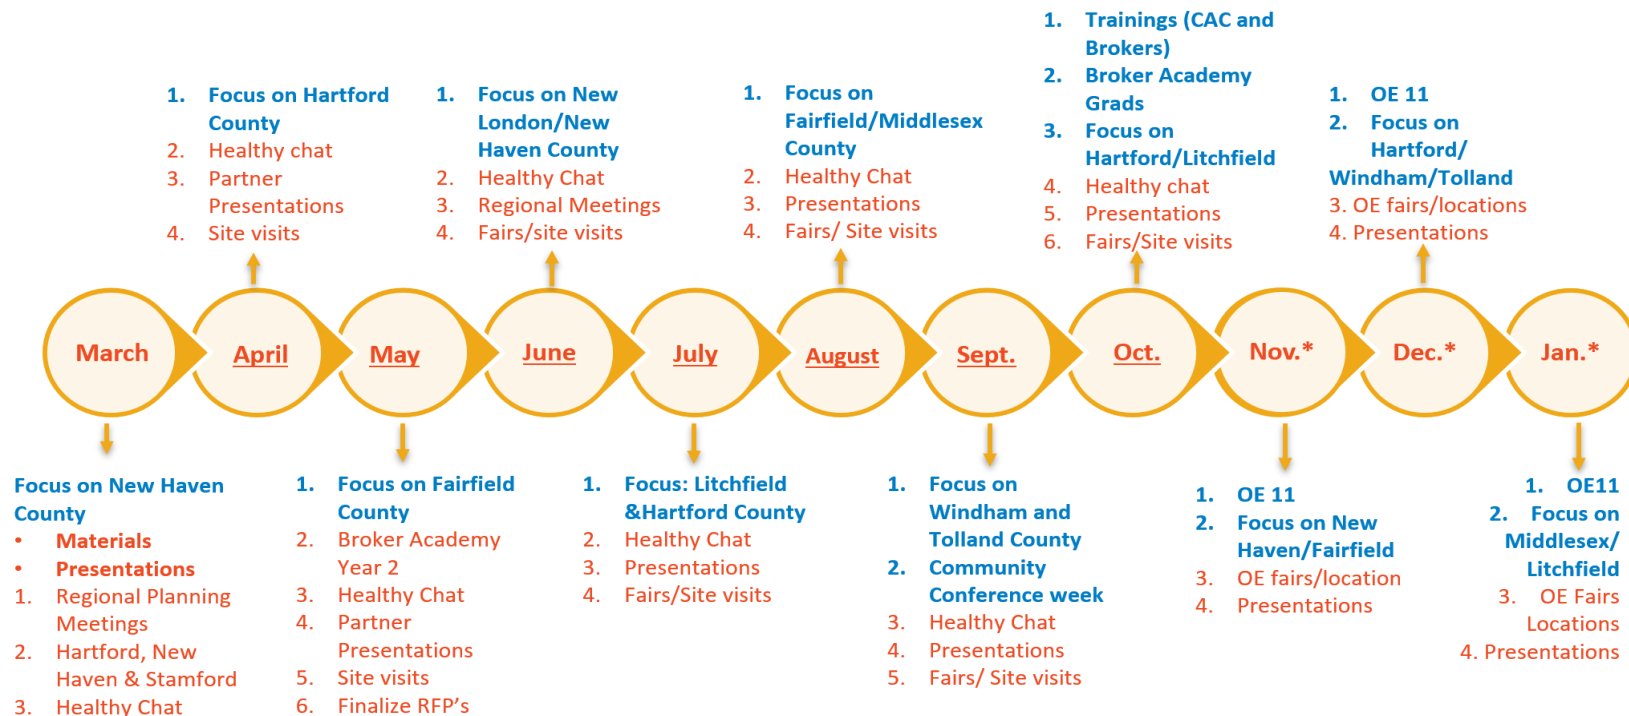 1. Focus on Hartford
County
2. Healthy chat
3. Partner
Presentations
4. Site visits
1. Focus on New
London/New
Haven County
2. Healthy Chat
3. Regional Meetings
4. Fairs/site visits
1. Focus on
Fairfield/Middlesex
County
2. Healthy Chat
3. Presentations
4. Fairs/ Site visits
1. Trainings (CAC and
Brokers)
2. Broker Academy
Grads
3. Focus on
Hartford/Litchfield
4. Healthy chat
5. Presentations
6. Fairs/Site visits
1. OE 11
2. Focus on
Hartford/
Windham/Tolland
3. OE fairs/locations
4. Presentations
March
April
May
June
July
August
Sept.
Oct.
Nov.*
Dec.*
Jan.*
Focus on New Haven
County
• Materials
• Presentations
1. Regional Planning
Meetings
2. Hartford, New
Haven & Stamford
3. Healthy Chat
1. Focus on Fairfield
County
2. Broker Academy
Year 2
3. Healthy Chat
4. Partner
Presentations
5. Site visits
6. Finalize RFP's
1. Focus: Litchfield
&Hartford County
2. Healthy Chat
3. Presentations
4. Fairs/Site visits
1. Focus on
Windham and
Tolland County
2. Community
Conference week
3. Healthy Chat
4. Presentations
5. Fairs/ Site visits
1. OE 11
2. Focus on New
Haven/Fairfield
3. OE fairs/location
4. Presentations
1. OE11
2. Focus on
Middlesex/
Litchfield
3. OE Fairs
Locations
4. Presentations